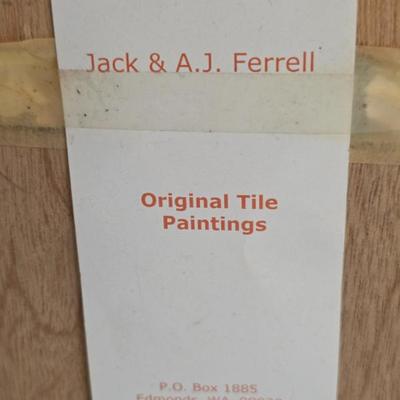 Jack & A.J. Ferrell
Original Tile
Paintings
P.O. Box 1885
Edmonds, WA